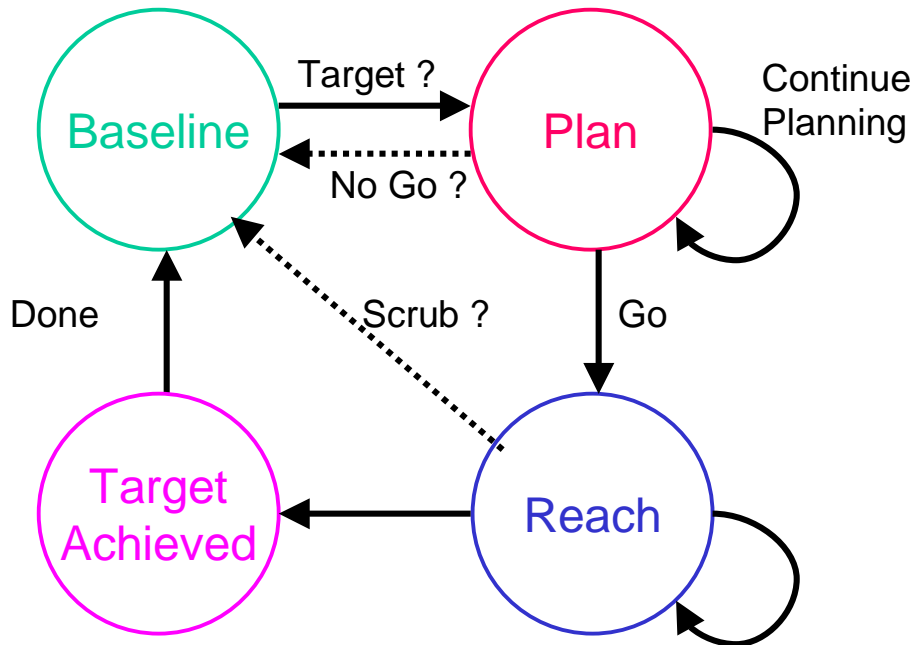 Target ?
Continue
Planning
Baseline
Plan
No Go ?
Done
Scrub ?
Go
Target
Achieved
Reach